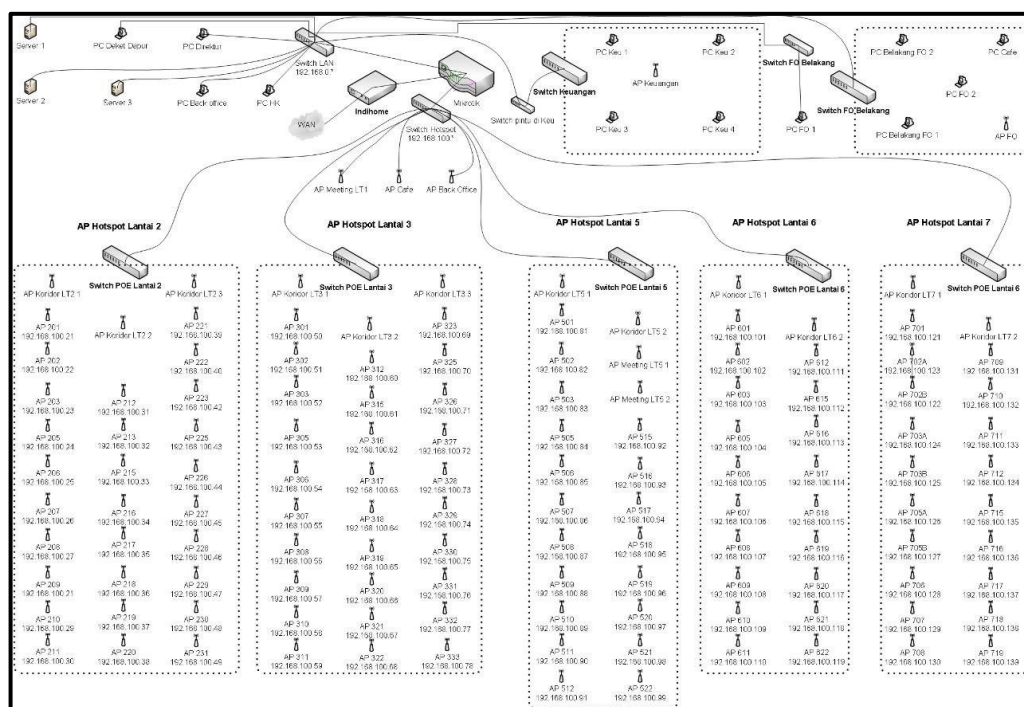 Server 1
PC Deket Dapur
PC Direktur
Switch LAN
192.168.0.*
Server 2
Server 3
PC Back office
PC HK
Indihome
WAN
Mikrotik
Switch Hotspot
192.168.100.*
Switch pintu di Keu
Switch Keuangan
PC Keu 1
PC Keu 2
AP Keuangan
PC Keu 3
PC Keu 4
Switch FO Belakang
PC FO 1
Switch FO Belakang
PC Belakang FO 2
PC Cafe
PC FO 2
PC Belakang FO 1
AP FO
AP Meeting LT1
AP Cafe
AP Back Office
AP Hotspot Lantai 2
Switch POE Lantai 2
AP Koridor LT2 1
AP Koridor LT2 3
AP 201
192.168.100.21
AP Koridor LT2 2
AP 221
192.168.100.39
AP 202
192.168.100.22
AP 222
192.168.100.40
AP 203
192.168.100.23
AP 212
192.168.100.31
AP 223
192.168.100.42
AP 205
192.168.100.24
AP 213
192.168.100.32
AP 225
192.168.100.43
AP 206
192.168.100.25
AP 215
192.168.100.33
AP 226
192.168.100.44
AP 207
192.168.100.26
AP 216
192.168.100.34
AP 227
192.168.100.45
AP 208
192.168.100.27
AP 217
192.168.100.35
AP 228
192.168.100.46
AP 209
192.168.100.21
AP 218
192.168.100.36
AP 229
192.168.100.47
AP 210
192.168.100.29
AP 219
192.168.100.37
AP 230
192.168.100.48
AP 211
192.168.100.30
AP 220
192.168.100.38
AP 231
192.168.100.49
AP Hotspot Lantai 3
Switch POE Lantai 3
AP Koridor LT3 1
AP Koridor LT3 3
AP 301
192.168.100.50
AP Koridor LT3 2
AP 323
192.168.100.69
AP 302
192.168.100.51
AP 312
192.168.100.60
AP 325
192.168.100.70
AP 303
192.168.100.52
AP 315
192.168.100.61
AP 326
192.168.100.71
AP 305
192.168.100.53
AP 316
192.168.100.62
AP 327
192.168.100.72
AP 306
192.168.100.54
AP 317
192.168.100.63
AP 328
192.168.100.73
AP 307
192.168.100.55
AP 318
192.168.100.64
AP 329
192.168.100.74
AP 308
192.168.100.56
AP 319
192.168.100.65
AP 330
192.168.100.75
AP 309
192.168.100.57
AP 320
192.168.100.66
AP 331
192.168.100.76
AP 310
192.168.100.58
AP 321
192.168.100.67
AP 332
192.168.100.77
AP 311
192.168.100.59
AP 322
192.168.100.68
AP 333
192.168.100.78
AP Hotspot Lantai 5
Switch POE Lantai 5
AP Koridor LT5 1
AP 501
192.168.100.81
AP Koridor LT5 2
AP 502
192.168.100.82
AP Meeting LT5 1
AP 503
192.168.100.83
AP Meeting LT5 2
AP 505
192.168.100.84
AP 515
192.168.100.92
AP 506
192.168.100.85
AP 516
192.168.100.93
AP 507
192.168.100.86
AP 517
192.168.100.94
AP 508
192.168.100.87
AP 518
192.168.100.95
AP 509
192.168.100.88
AP 519
192.168.100.96
AP 510
192.168.100.89
AP 520
192.168.100.97
AP 511
192.168.100.90
AP 521
192.168.100.98
AP 512
192.168.100.91
AP 522
192.168.100.99
AP Hotspot Lantai 6
Switch POE Lantai 6
AP Koridor LT6 1
AP 601
192.168.100.101
AP Koridor LT6 2
AP 602
192.168.100.102
AP 612
192.168.100.111
AP 603
192.168.100.103
AP 615
192.168.100.112
AP 605
192.168.100.104
AP 616
192.168.100.113
AP 606
192.168.100.105
AP 617
192.168.100.114
AP 607
192.168.100.106
AP 618
192.168.100.115
AP 608
192.168.100.107
AP 619
192.168.100.116
AP 609
192.168.100.108
AP 620
192.168.100.117
AP 610
192.168.100.109
AP 621
192.168.100.118
AP 611
192.168.100.110
AP 622
192.168.100.119
AP Hotspot Lantai 7
Switch POE Lantai 6
AP Koridor LT7 1
AP 701
192.168.100.121
AP Koridor LT7 2
AP 702A
192.168.100.123
AP 709
192.168.100.131
AP 702B
192.168.100.122
AP 710
192.168.100.132
AP 703A
192.168.100.124
AP 711
192.168.100.133
AP 703B
192.168.100.125
AP 712
192.168.100.134
AP 705A
192.168.100.126
AP 715
192.168.100.135
AP 705B
192.168.100.127
AP 716
192.168.100.136
AP 706
192.168.100.128
AP 717
192.168.100.137
AP 707
192.168.100.129
AP 718
192.168.100.138
AP 708
192.168.100.130
AP 719
192.168.100.139